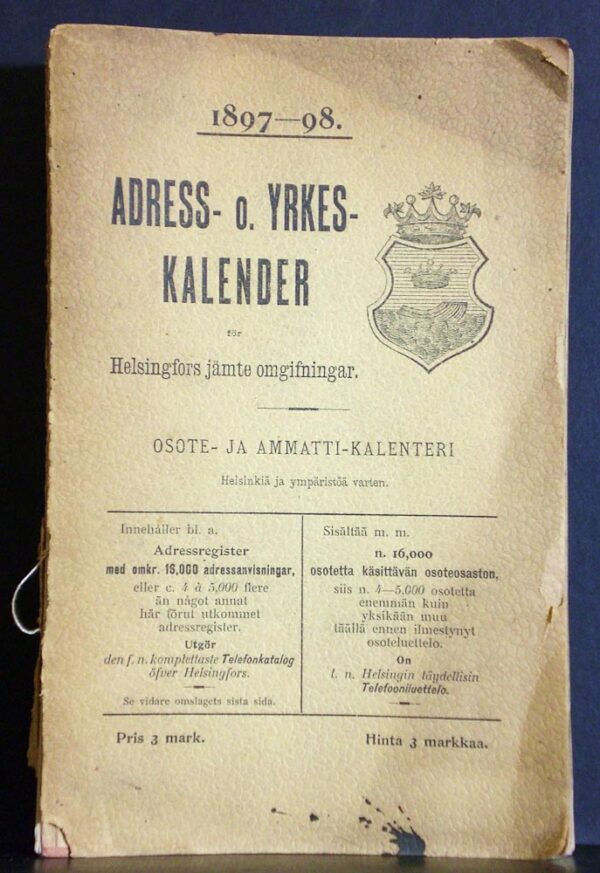 1897—98.
ADRESS- o. YRKES-
KALENDER
för
Helsingfors jämte omgifningar.
OSOTE- JA AMMATTI-KALENTERI
Helsinkiä ja ympäristöä varten.
Innehåller bl. a.
Adressregister
med omkr. 16,000 adressanvisningar,
eller c. 4 à 5,000 flere
än något annat
här förut utkommet
adressregister.
Utgör
den f. n. komplettaste Telefonkatalog
öfver Helsingfors.
Se vidare omslagets sista sida.
Sisältää m. m.
n. 16,000
osotetta käsittävän osoteosaston,
siis n. 4—5,000 osotetta
enemmän kuin
yksikään muu
täällä ennen ilmestynyt
osoteluettelo.
On
t. n. Helsingin täydellisin
Telefooniluettelo.
Pris 3 mark.
Hinta 3 markkaa.